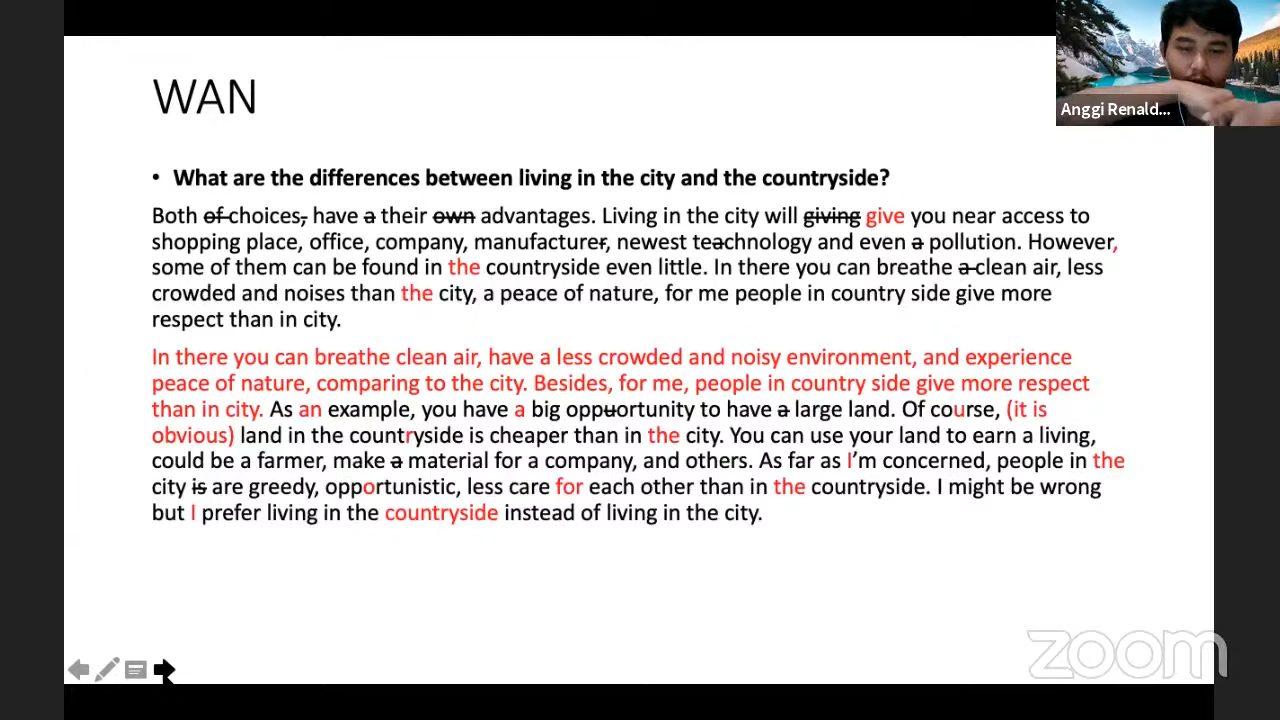 WAN
Anggi Renald...
• What are the differences between living in the city and the countryside?
Both of choices, have a their own advantages. Living in the city will giving give you near access to
shopping place, office, company, manufacturer, newest teachnology and even a pollution. However,
some of them can be found in the countryside even little. In there you can breathe a clean air, less
crowded and noises than the city, a peace of nature, for me people in country side give more
respect than in city.
In there you can breathe clean air, have a less crowded and noisy environment, and experience
peace of nature, comparing to the city. Besides, for me, people in country side give more respect
than in city. As an example, you have a big oppuortunity to have a large land. Of course, (it is
obvious) land in the countryside is cheaper than in the city. You can use your land to earn a living,
could be a farmer, make a material for a company, and others. As far as I'm concerned, people in the
city is are greedy, opportunistic, less care for each other than in the countryside. I might be wrong
but I prefer living in the countryside instead of living in the city.
zoom